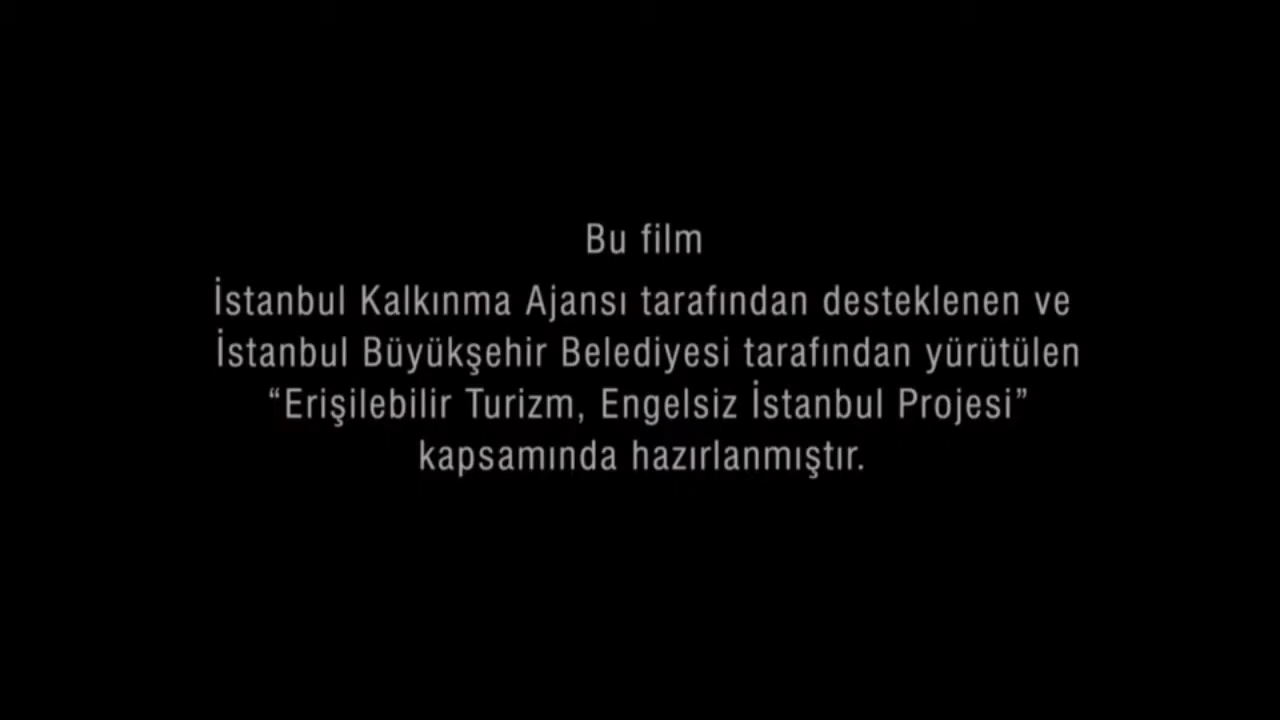 Bu film
İstanbul Kalkınma Ajansı tarafından desteklenen ve
İstanbul Büyükşehir Belediyesi tarafından yürütülen
“Erişilebilir Turizm, Engelsiz İstanbul Projesi”
kapsamında hazırlanmıştır.